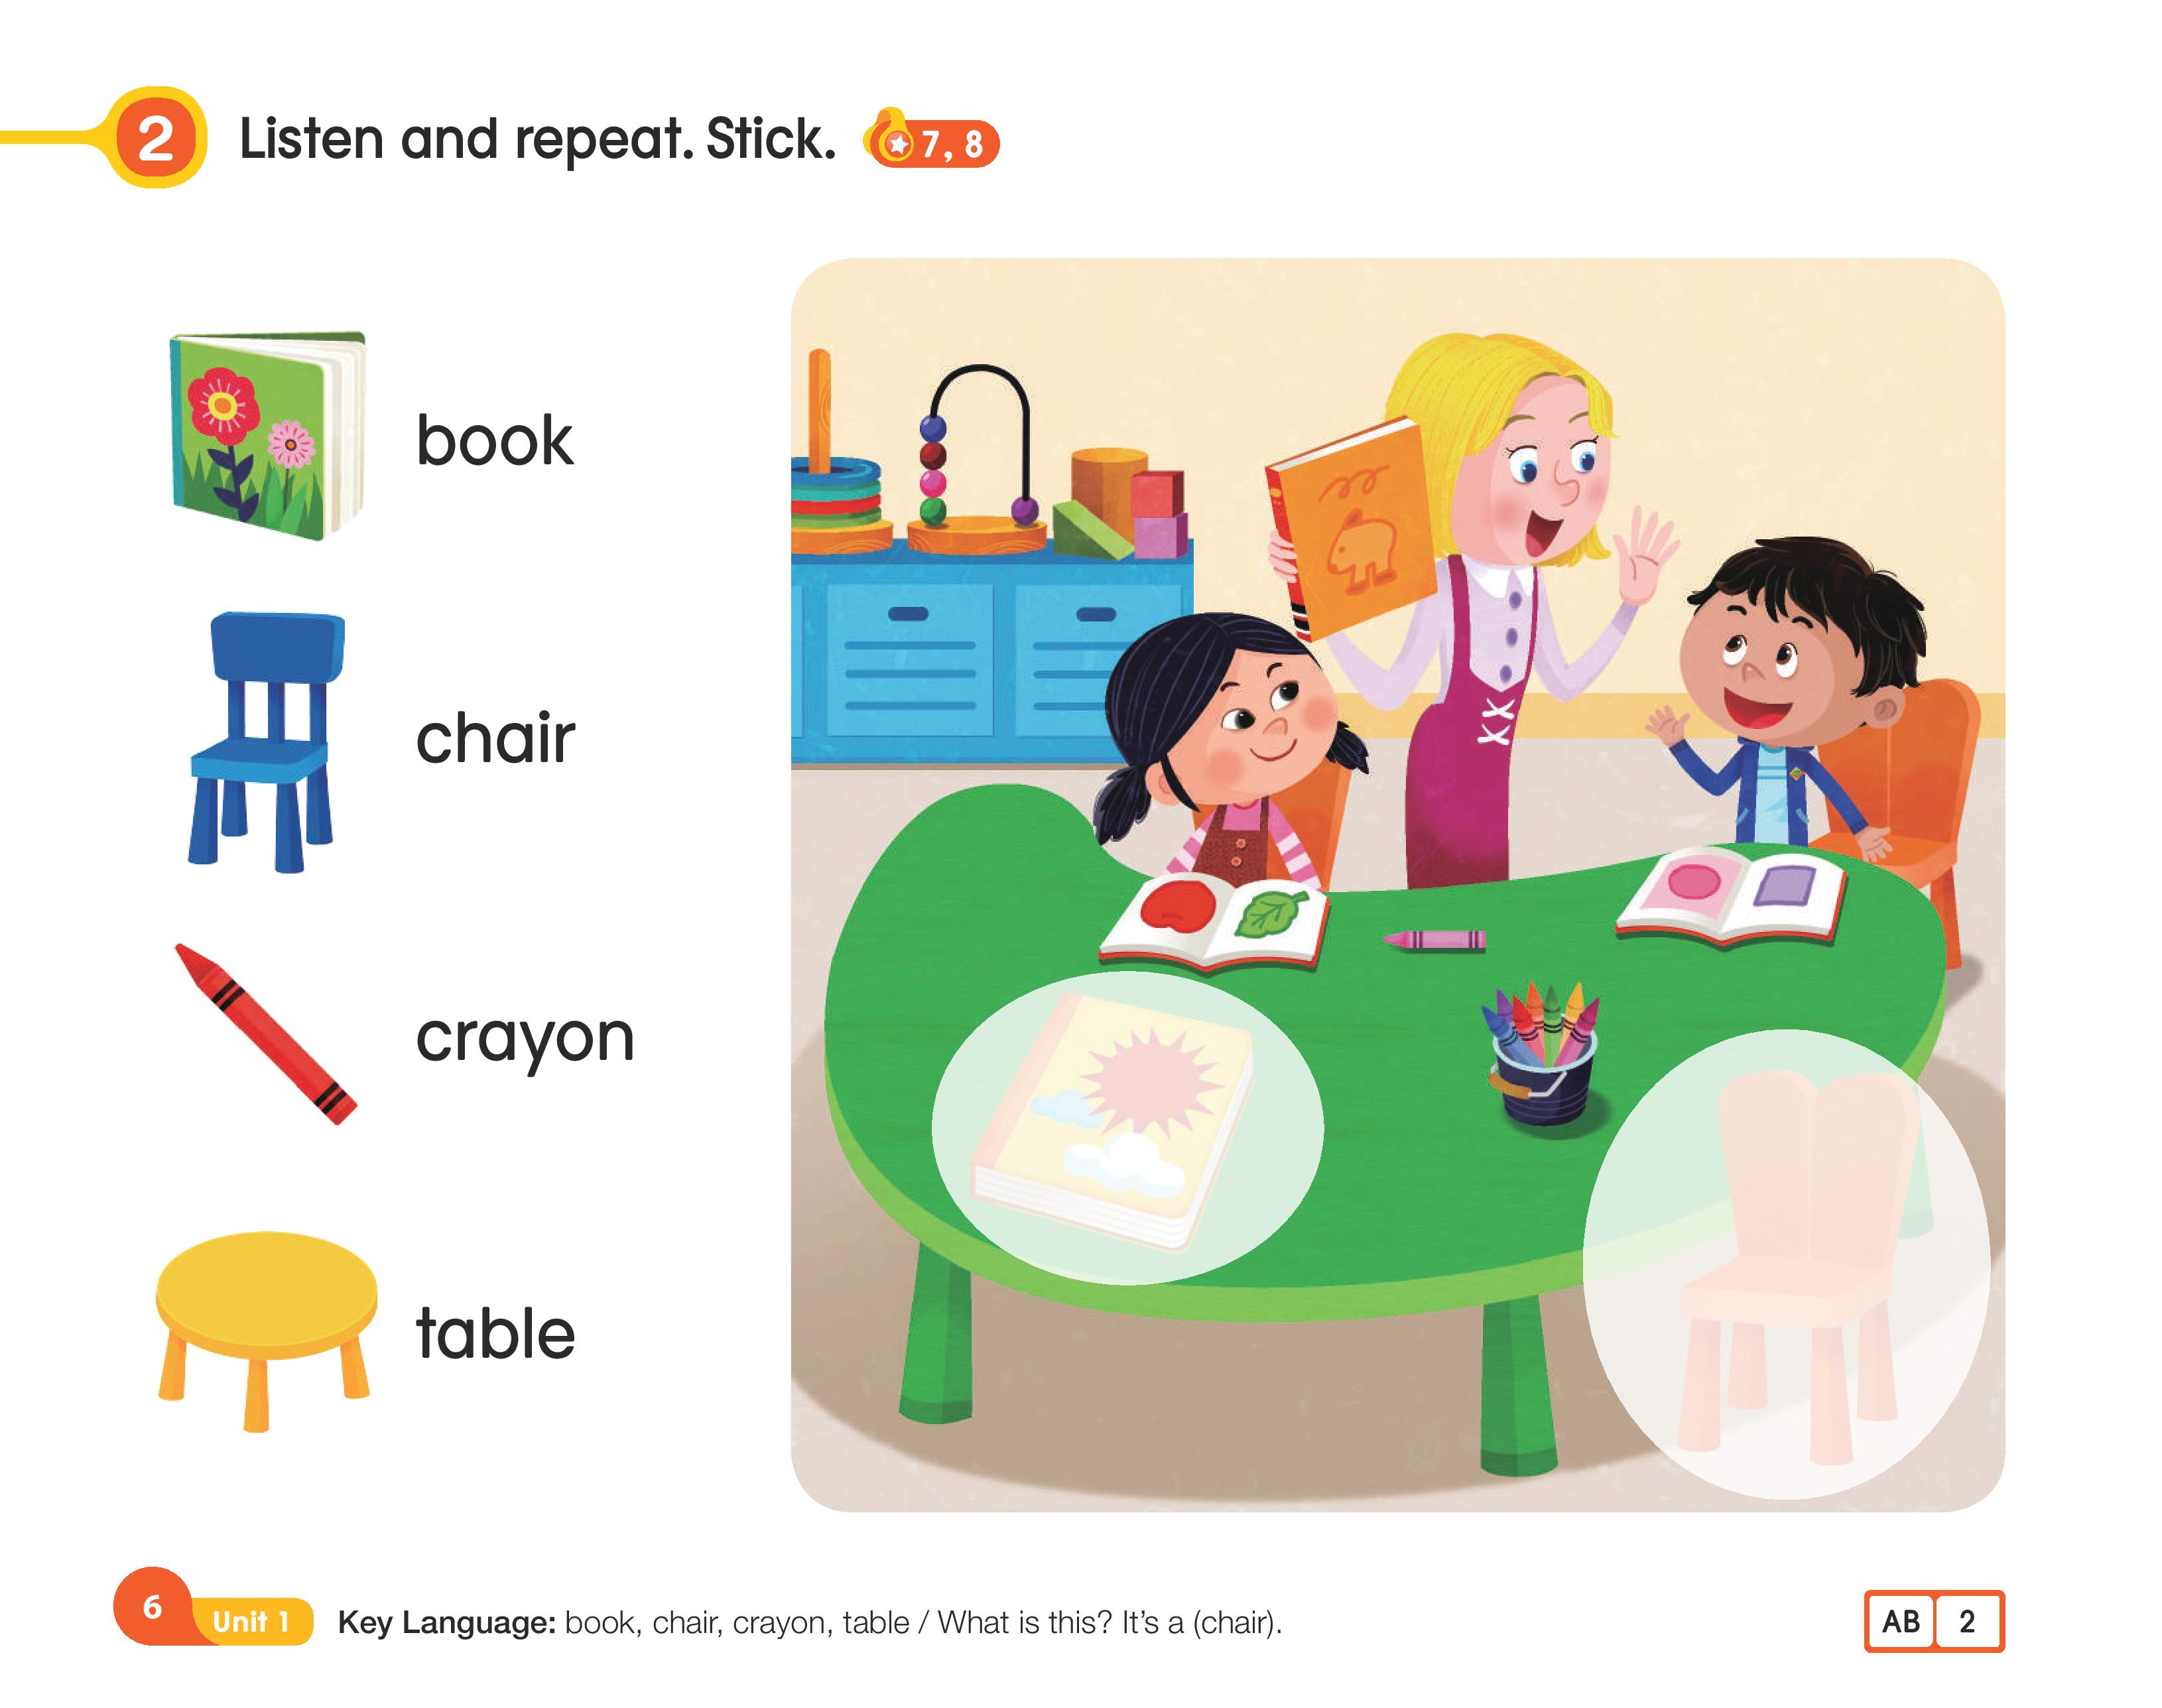 2 Listen and repeat. Stick. 7, 8
book
chair
crayon
table
6 Unit 1 Key Language: book, chair, crayon, table / What is this? It's a (chair).
AB 2